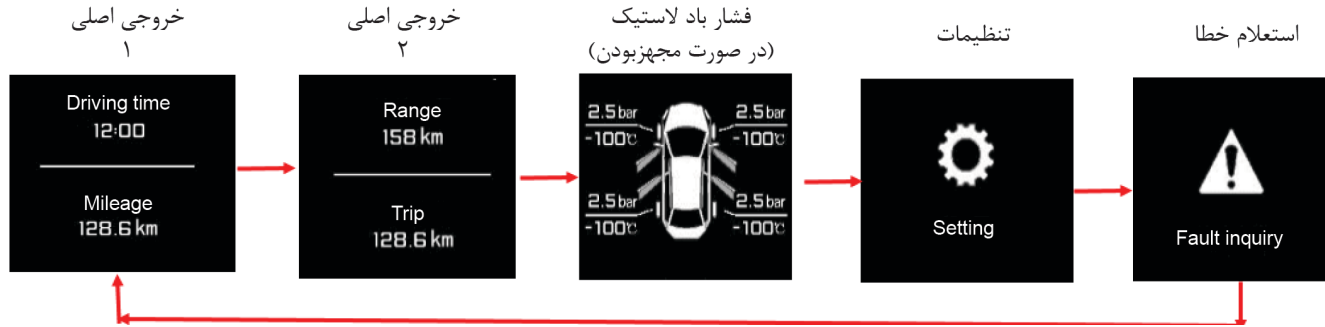 خروجی اصلی
۱
خروجی اصلی
۲
فشار باد لاستیک
(در صورت مجهزبودن)
تنظیمات
استعلام خطا
Driving time
12:00
Mileage
128.6 km
Range
158 km
Trip
128.6 km
2.5 bar
-100℃
2.5 bar
-100℃
2.5 bar
-100℃
2.5 bar
-100℃
Setting
Fault inquiry